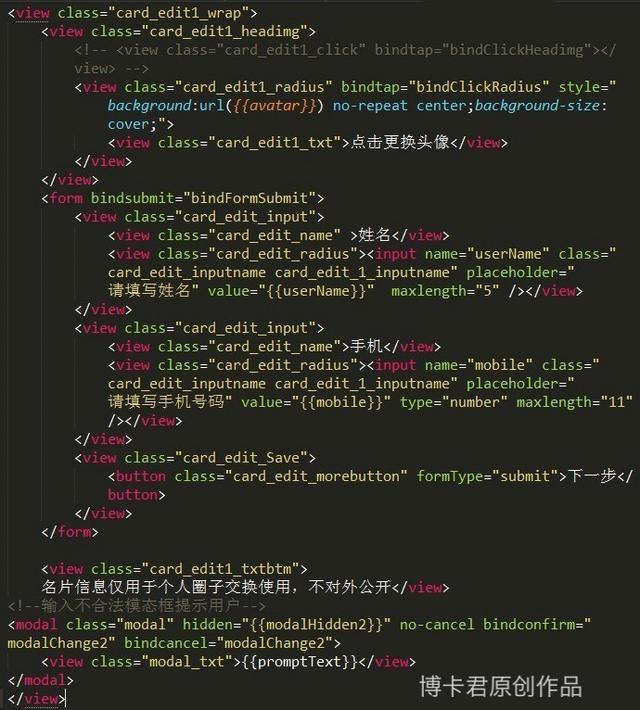 <view class="card_edit1_wrap">
<view class="card_edit1_headimg">
<!-- <view class="card_edit1_click" bindtap="bindClickHeadimg"></
view> -->
<view class="card_edit1_radius" bindtap="bindClickRadius" style="
background:url({{avatar}}) no-repeat center;background-size:
cover;">
<view class="card_edit1_txt">点击更换头像</view>
</view>
</view>
<form bindsubmit="bindFormSubmit">
<view class="card_edit_input">
<view class="card_edit_name" >姓名</view>
<view class="card_edit_radius"><input name="userName" class="
card_edit_inputname card_edit_1_inputname" placeholder="
请填写姓名" value="{{userName}}"  maxlength="5" /></view>
</view>
<view class="card_edit_input">
<view class="card_edit_name">手机</view>
<view class="card_edit_radius"><input name="mobile" class="
card_edit_inputname card_edit_1_inputname" placeholder="
请填写手机号码" value="{{mobile}}" type="number" maxlength="11"
/></view>
</view>
<view class="card_edit_Save">
<button class="card_edit_morebutton" formType="submit">下一步</
button>
</view>
</form>
<view class="card_edit1_txtbtm">
名片信息仅用于个人圈子交换使用，不对外公开</view>
<!--输入不合法模态框提示用户-->
<modal class="modal" hidden="{{modalHidden2}}" no-cancel bindconfirm="
modalChange2" bindcancel="modalChange2">
<view class="modal_txt">{{promptText}}</view>
</modal>
</view>
博卡君原创作品